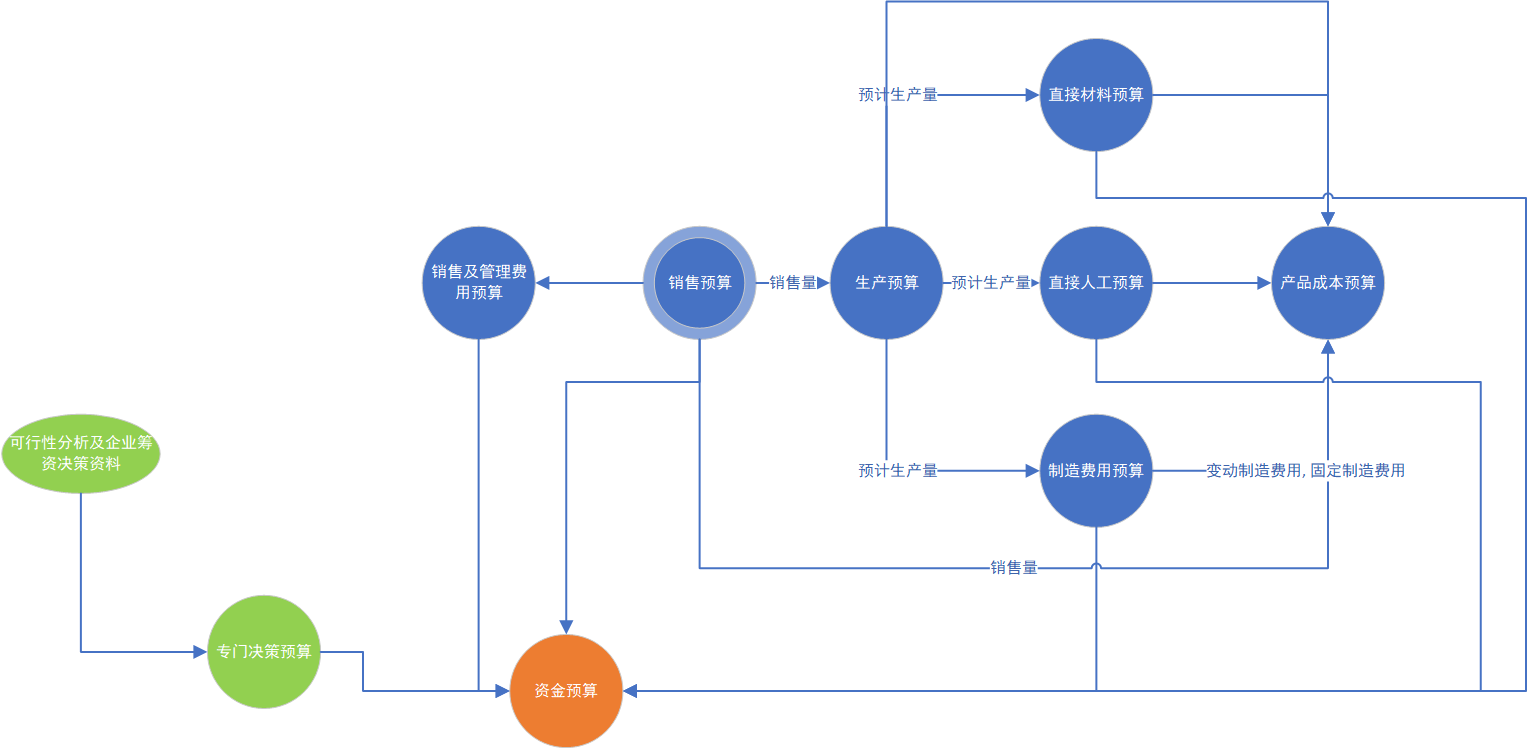 预计生产量
直接材料预算
销售及管理费
用预算
销售预算
销售量
生产预算
预计生产量
直接人工预算
产品成本预算
可行性分析及企业筹
资决策资料
预计生产量
制造费用预算
变动制造费用, 固定制造费用
销售量
专门决策预算
资金预算